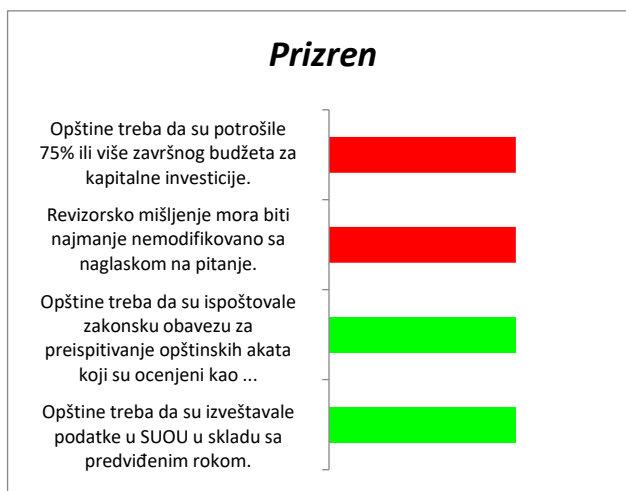 Prizren
Opštine treba da su potrošile
75% ili više završnog budžeta za
kapitalne investicije.
Revizorsko mišljenje mora biti
najmanje nemodifikovano sa
naglaskom na pitanje.
Opštine treba da su ispoštovale
zakonsku obavezu za
preispitivanje opštinskih akata
koji su ocenjeni kao ...
Opštine treba da su izveštavale
podatke u SUOU u skladu sa
predviđenim rokom.